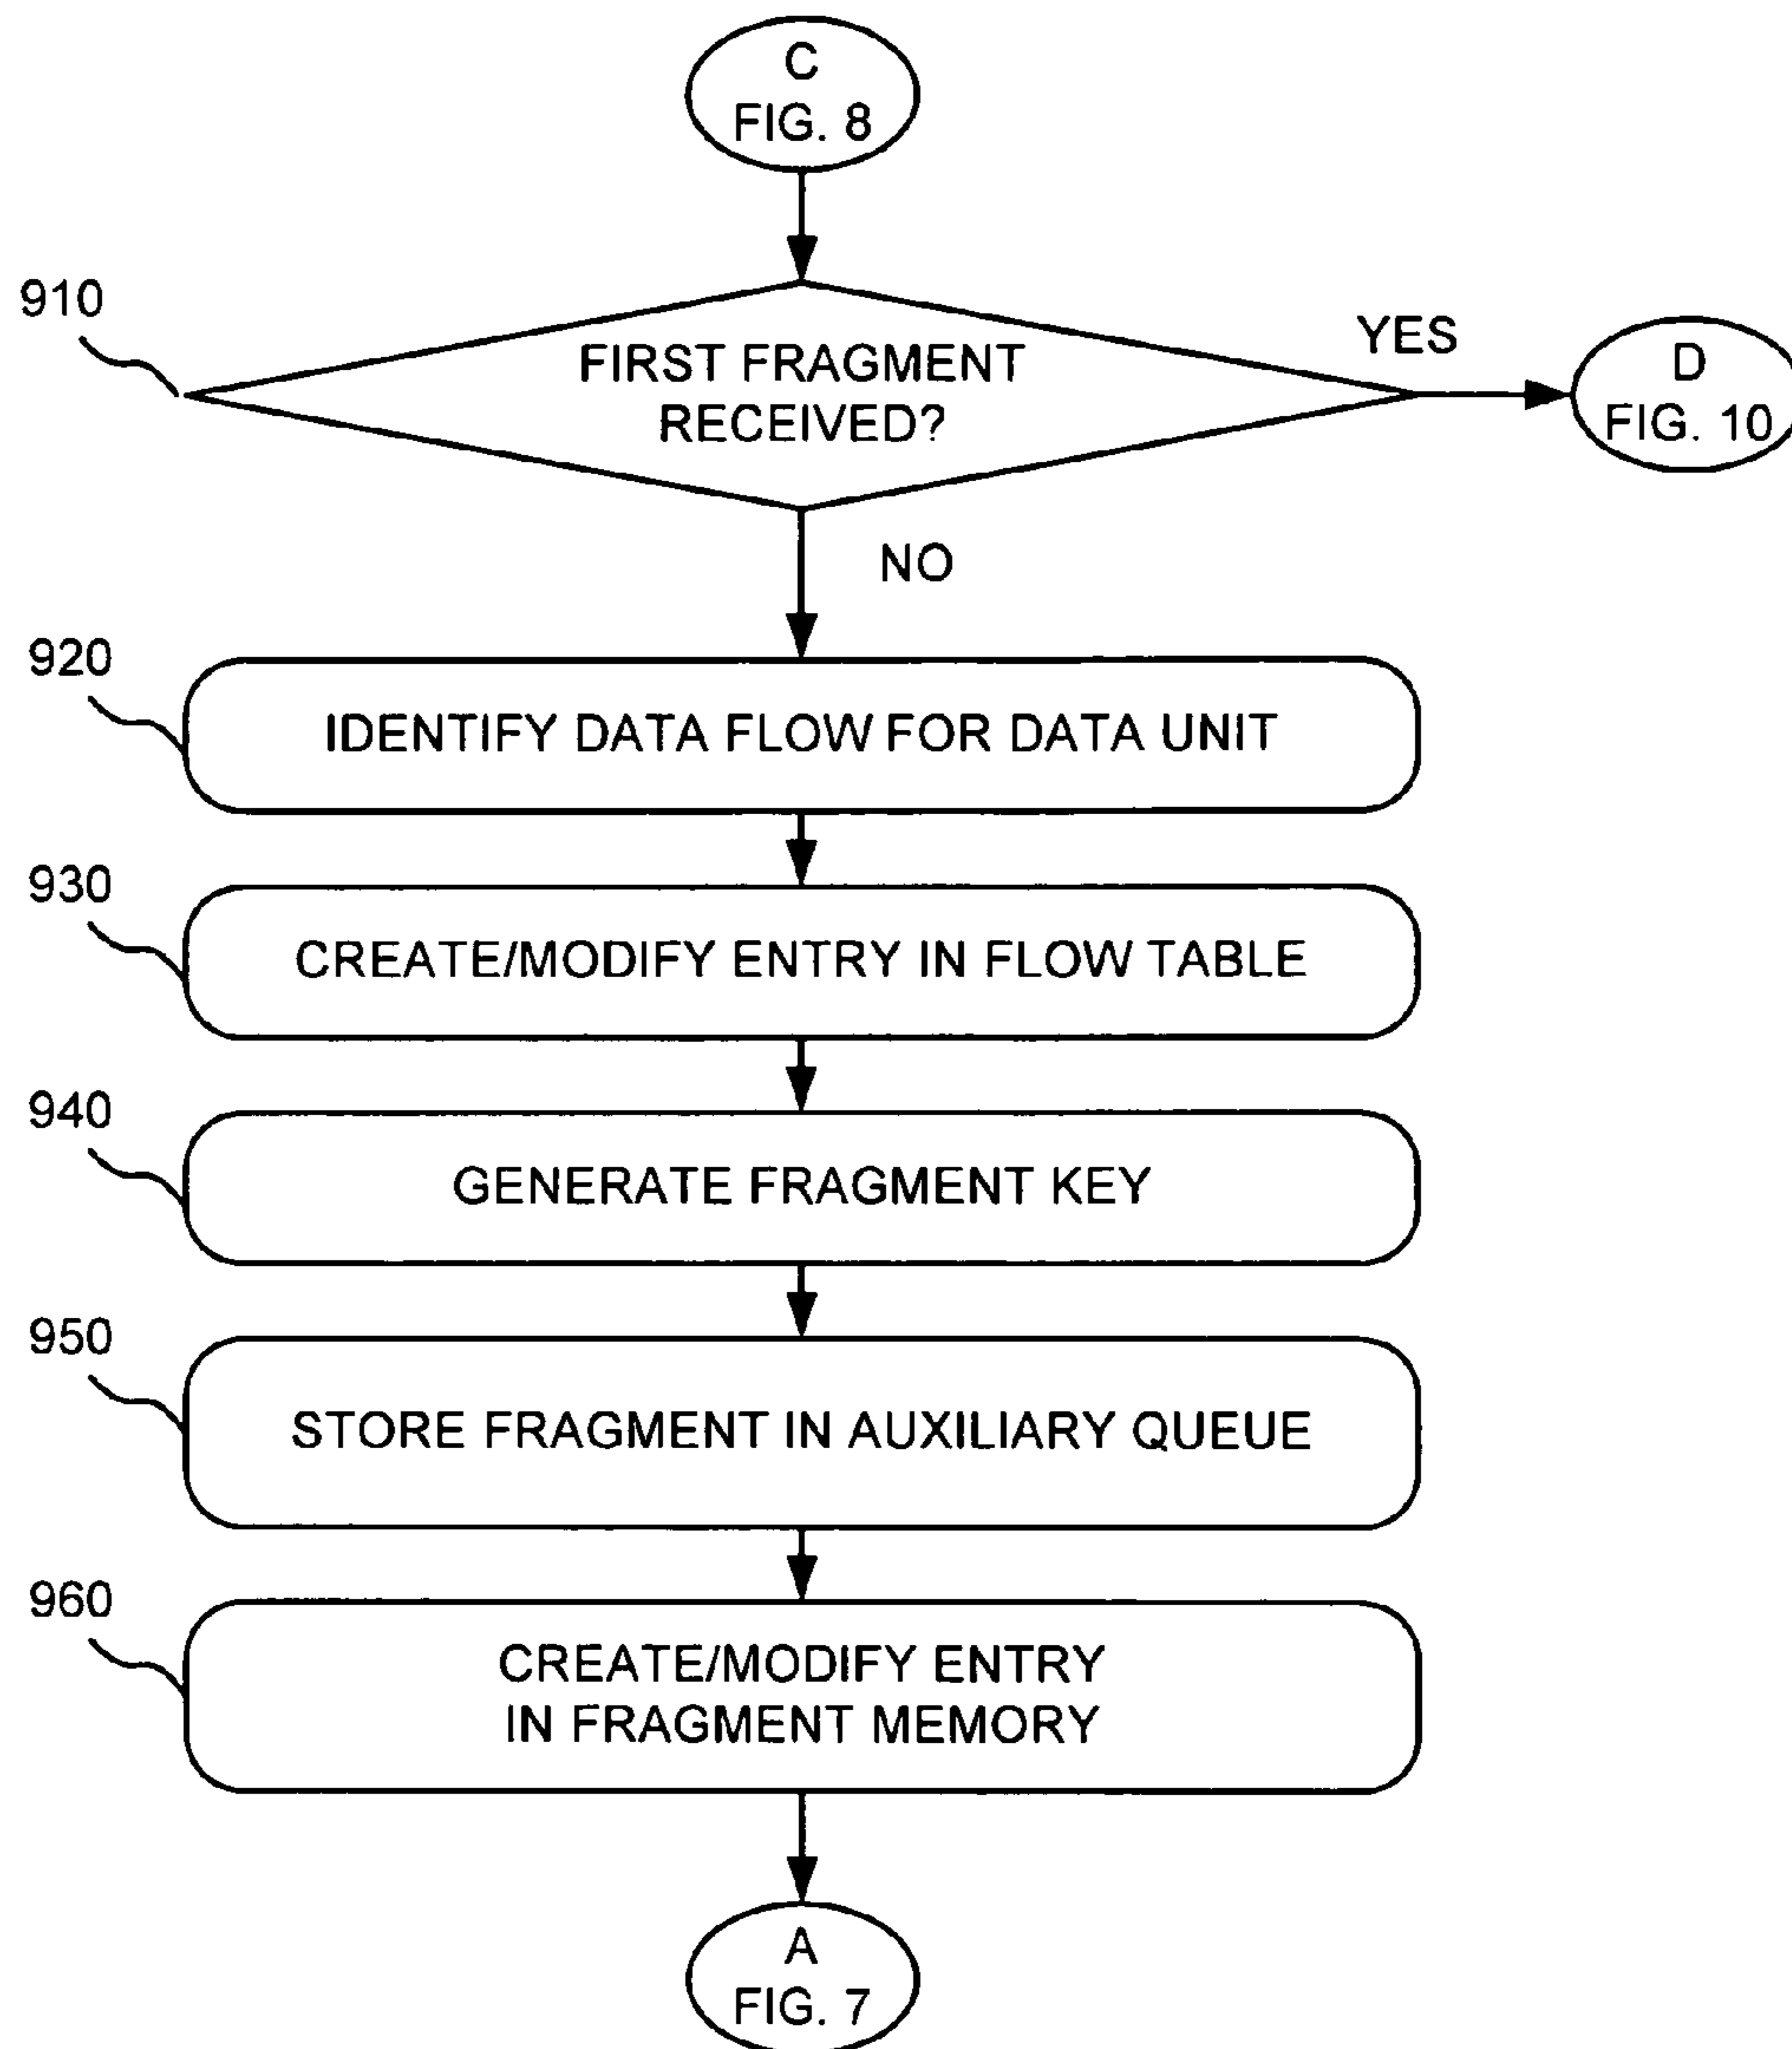 C
FIG. 8
910
FIRST FRAGMENT
RECEIVED?
YES
D
FIG. 10
NO
920
IDENTIFY DATA FLOW FOR DATA UNIT
930
CREATE/MODIFY ENTRY IN FLOW TABLE
940
GENERATE FRAGMENT KEY
950
STORE FRAGMENT IN AUXILIARY QUEUE
960
CREATE/MODIFY ENTRY
IN FRAGMENT MEMORY
A
FIG. 7